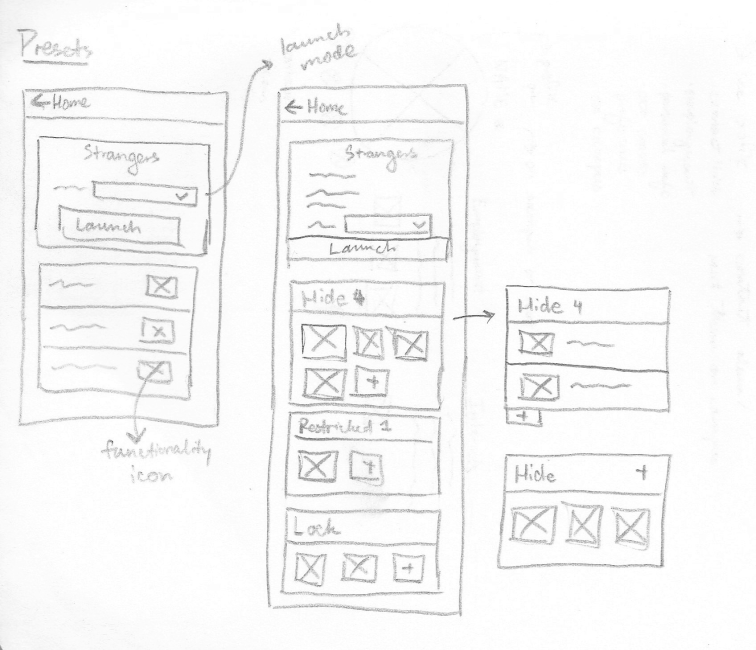 Presets
launch
mode
← Home
Strangers
Launch
functionality
icon
← Home
Strangers
Launch
Hide 4
+
Restricted 1
+
Lock
+
Hide 4
+
Hide +